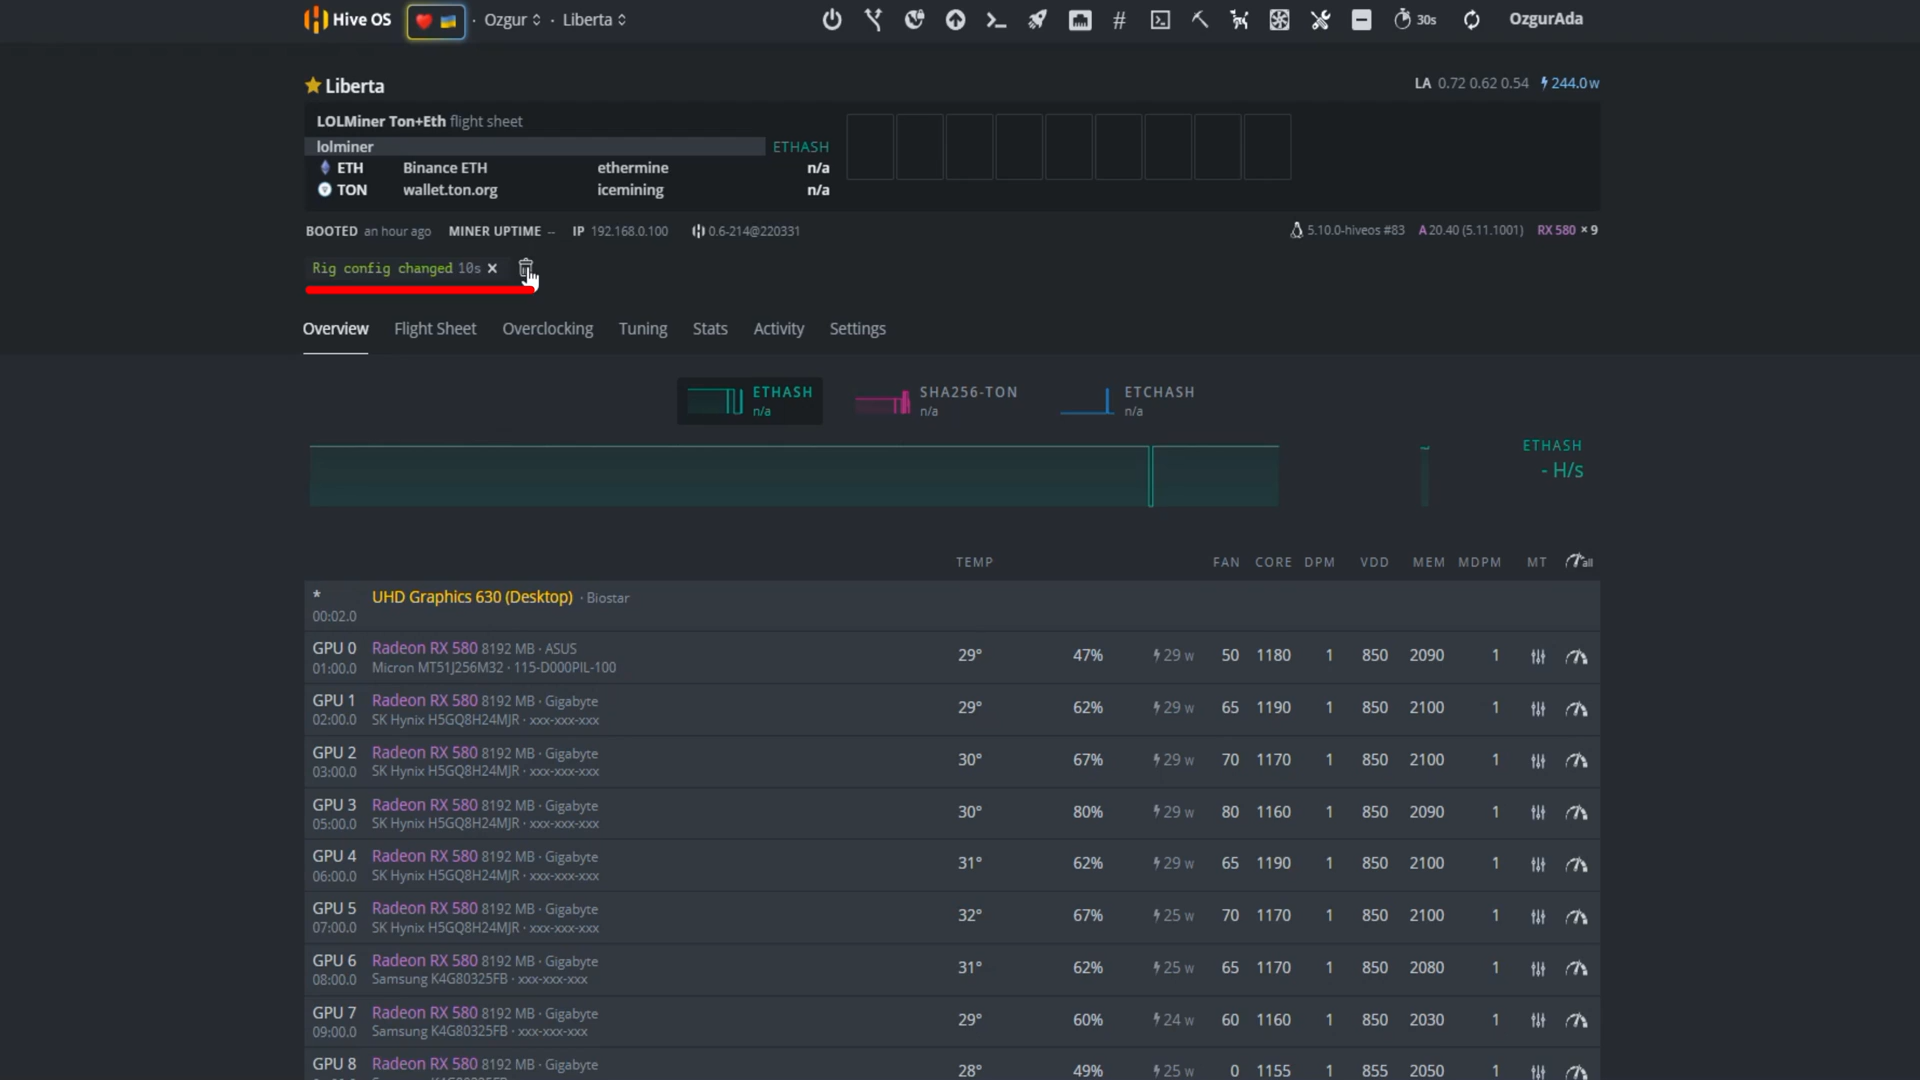 Hive OS · Ozgur · Liberta # 30s OzgurAda
Liberta LA 0.72 0.62 0.54 244.0 w
LOLMiner Ton+Eth flight sheet
lolminer ETHASH
ETH Binance ETH ethermine n/a
TON wallet.ton.org icemining n/a
BOOTED an hour ago MINER UPTIME -- IP 192.168.0.100 0.6-214@220331 5.10.0-hiveos #83 A 20.40 (5.11.1001) RX 580 × 9
Rig config changed 10s ×
Overview Flight Sheet Overclocking Tuning Stats Activity Settings
ETHASH SHA256-TON ETCHASH
n/a n/a n/a
ETHASH
- H/s
TEMP FAN CORE DPM VDD MEM MDPM MT all
* UHD Graphics 630 (Desktop) · Biostar
00:02.0
GPU 0 Radeon RX 580 8192 MB · ASUS 29° 47% 29 w 50 1180 1 850 2090 1
01:00.0 Micron MT51J256M32 · 115-D000PIL-100
GPU 1 Radeon RX 580 8192 MB · Gigabyte 29° 62% 29 w 65 1190 1 850 2100 1
02:00.0 SK Hynix H5GQ8H24MJR · xxx-xxx-xxx
GPU 2 Radeon RX 580 8192 MB · Gigabyte 30° 67% 29 w 70 1170 1 850 2100 1
03:00.0 SK Hynix H5GQ8H24MJR · xxx-xxx-xxx
GPU 3 Radeon RX 580 8192 MB · Gigabyte 30° 80% 29 w 80 1160 1 850 2090 1
05:00.0 SK Hynix H5GQ8H24MJR · xxx-xxx-xxx
GPU 4 Radeon RX 580 8192 MB · Gigabyte 31° 62% 29 w 65 1190 1 850 2100 1
06:00.0 SK Hynix H5GQ8H24MJR · xxx-xxx-xxx
GPU 5 Radeon RX 580 8192 MB · Gigabyte 32° 67% 25 w 70 1170 1 850 2100 1
07:00.0 SK Hynix H5GQ8H24MJR · xxx-xxx-xxx
GPU 6 Radeon RX 580 8192 MB · Gigabyte 31° 62% 25 w 65 1170 1 850 2080 1
08:00.0 Samsung K4G80325FB · xxx-xxx-xxx
GPU 7 Radeon RX 580 8192 MB · Gigabyte 29° 60% 24 w 60 1160 1 850 2030 1
09:00.0 Samsung K4G80325FB · xxx-xxx-xxx
GPU 8 Radeon RX 580 8192 MB · Gigabyte 28° 49% 25 w 0 1155 1 855 2050 1